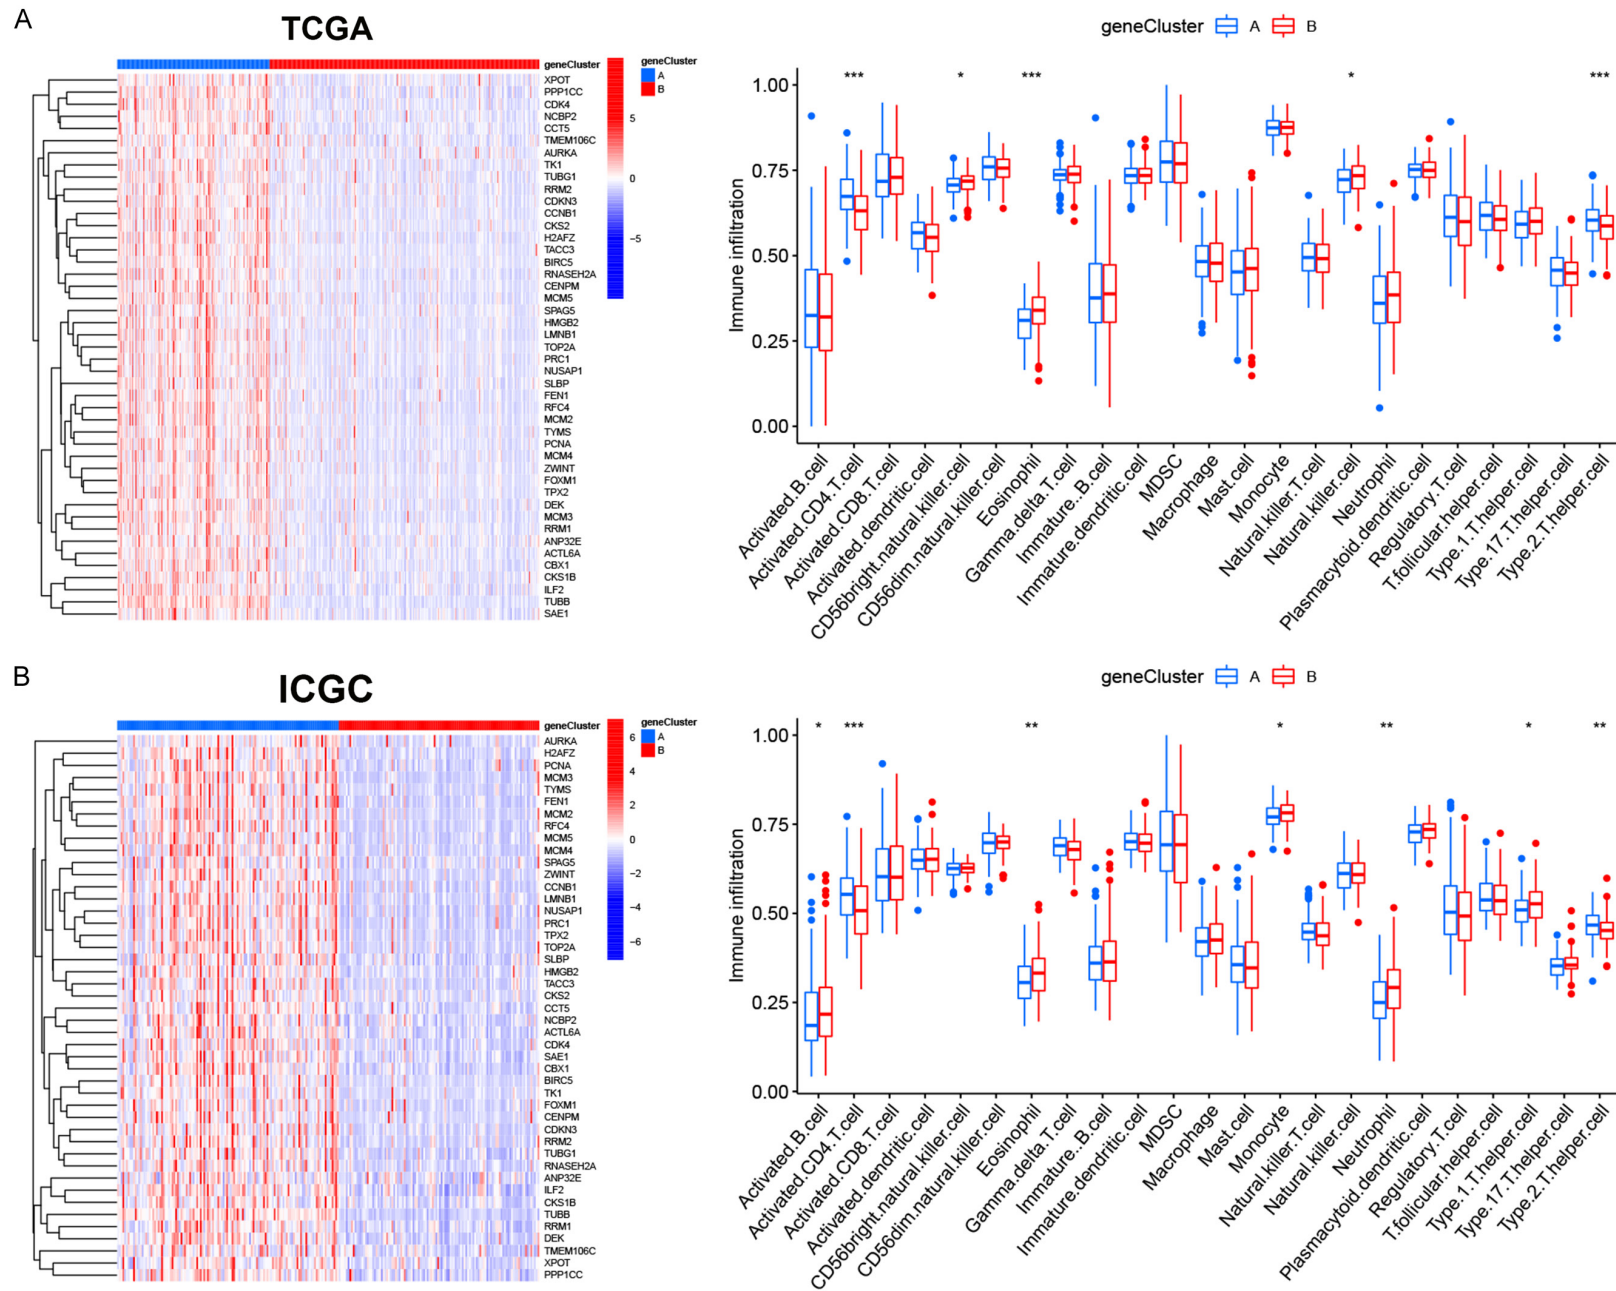 A
TCGA
geneCluster
XPOT
PPP1CC
CDK4
NCBP2
CCT5
TMEM106C
AURKA
TK1
TUBG1
RRM2
CDKN3
CCNB1
CKS2
H2AFZ
TACC3
BIRC5
RNASEH2A
CENPM
MCM5
SPAG5
HMGB2
LMNB1
TOP2A
PRC1
NUSAP1
SLBP
FEN1
RFC4
MCM2
TYMS
PCNA
MCM4
ZWINT
FOXM1
TPX2
DEK
MCM3
RRM1
ANP32E
ACTL6A
CBX1
CKS1B
ILF2
TUBB
SAE1
5
0
−5
geneCluster
A
B
geneCluster A B
*** * *** * ***
Immune infiltration
1.00
0.75
0.50
0.25
0.00
Activated.B.cell
Activated.CD4.T.cell
Activated.CD8.T.cell
Activated.dendritic.cell
CD56bright.natural.killer.cell
CD56dim.natural.killer.cell
Eosinophil
Gamma.delta.T.cell
Immature.B.cell
Immature.dendritic.cell
MDSC
Macrophage
Mast.cell
Monocyte
Natural.killer.T.cell
Natural.killer.cell
Neutrophil
Plasmacytoid.dendritic.cell
Regulatory.T.cell
T.follicular.helper.cell
Type.1.T.helper.cell
Type.17.T.helper.cell
Type.2.T.helper.cell
B
ICGC
geneCluster
AURKA
H2AFZ
PCNA
MCM3
TYMS
FEN1
MCM2
RFC4
MCM5
MCM4
SPAG5
ZWINT
CCNB1
LMNB1
NUSAP1
PRC1
TPX2
TOP2A
SLBP
HMGB2
TACC3
CKS2
CCT5
NCBP2
ACTL6A
CDK4
SAE1
CBX1
BIRC5
TK1
FOXM1
CENPM
CDKN3
RRM2
TUBG1
RNASEH2A
ANP32E
ILF2
CKS1B
TUBB
RRM1
DEK
TMEM106C
XPOT
PPP1CC
6
4
2
0
−2
−4
−6
geneCluster
A
B
geneCluster A B
* *** ** * ** * **
Immune infiltration
1.00
0.75
0.50
0.25
0.00
Activated.B.cell
Activated.CD4.T.cell
Activated.CD8.T.cell
Activated.dendritic.cell
CD56bright.natural.killer.cell
CD56dim.natural.killer.cell
Eosinophil
Gamma.delta.T.cell
Immature.B.cell
Immature.dendritic.cell
MDSC
Macrophage
Mast.cell
Monocyte
Natural.killer.T.cell
Natural.killer.cell
Neutrophil
Plasmacytoid.dendritic.cell
Regulatory.T.cell
T.follicular.helper.cell
Type.1.T.helper.cell
Type.17.T.helper.cell
Type.2.T.helper.cell